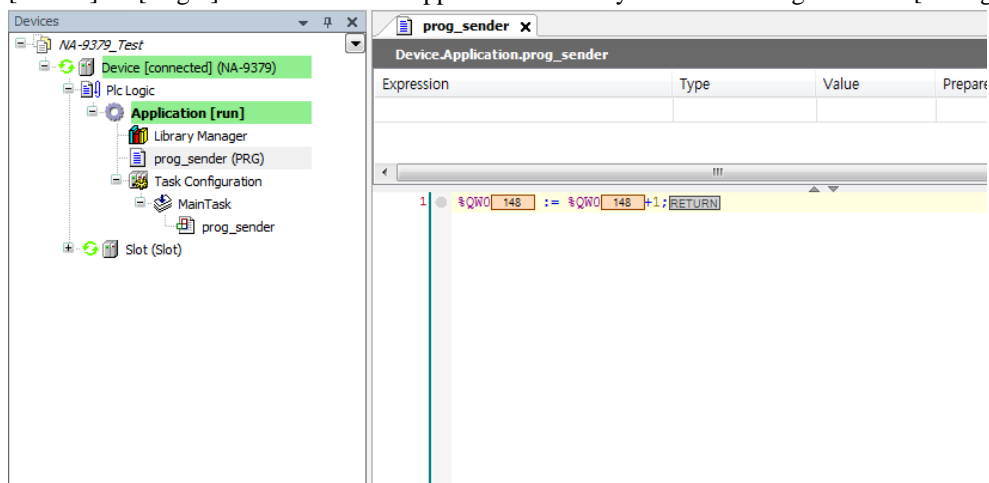 Devices
NA-9379_Test
Device [connected] (NA-9379)
Plc Logic
Application [run]
Library Manager
prog_sender (PRG)
Task Configuration
MainTask
prog_sender
Slot (Slot)
prog_sender X
Device.Application.prog_sender
Expression Type Value Prepare
1 %QW0 148 := %QW0 148 +1;RETURN